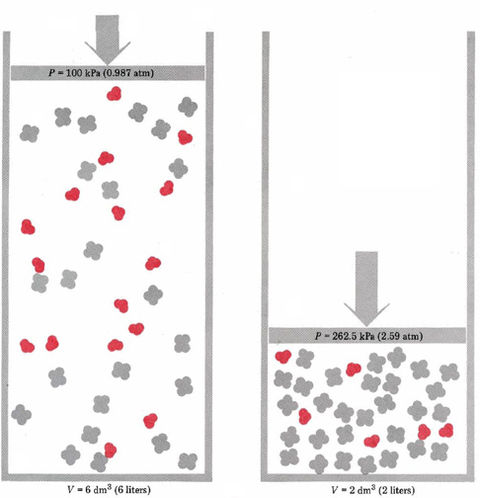 P = 100 kPa (0.987 atm)
P = 262.5 kPa (2.59 atm)
V = 6 dm³ (6 liters)
V = 2 dm³ (2 liters)